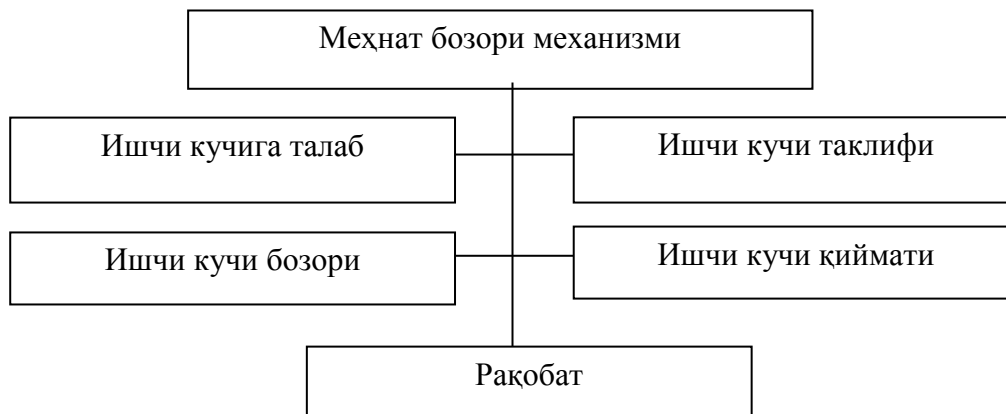 Меҳнат бозори механизми
Ишчи кучига талаб
Ишчи кучи таклифи
Ишчи кучи бозори
Ишчи кучи қиймати
Рақобат